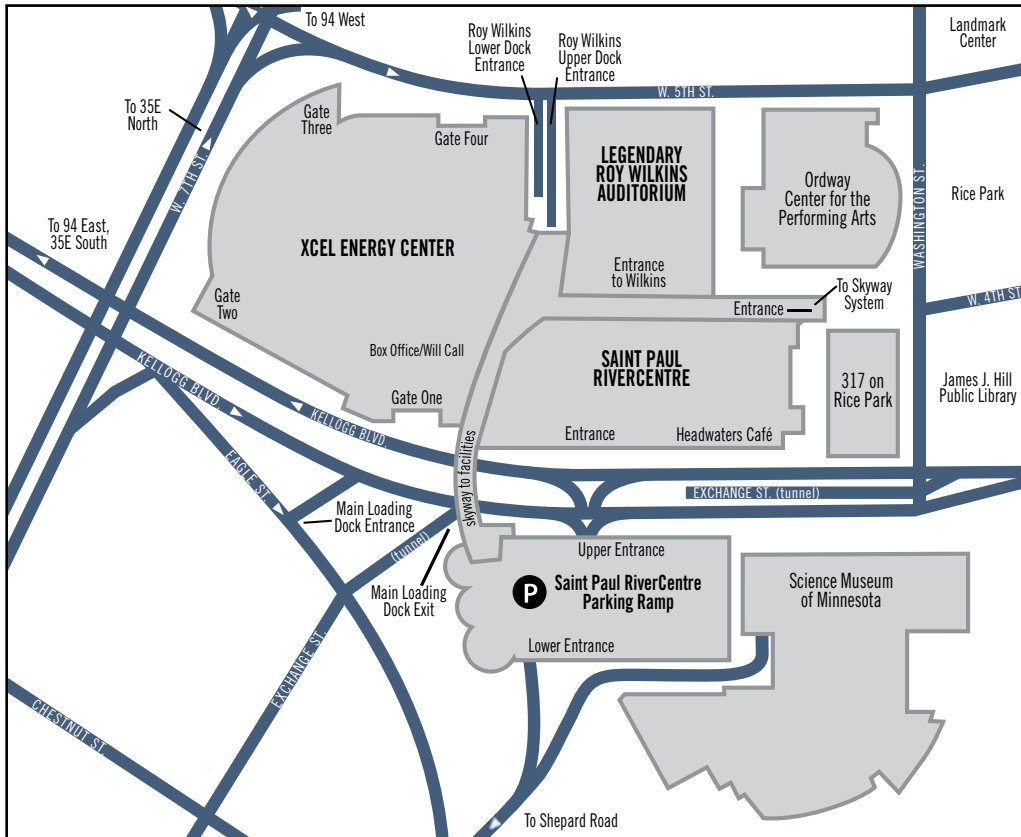 To 94 West
Roy Wilkins
Lower Dock
Entrance
Roy Wilkins
Upper Dock
Entrance
Landmark
Center
W. 5TH ST.
To 35E
North
Gate
Three
Gate Four
W. 7TH ST.
LEGENDARY
ROY WILKINS
AUDITORIUM
Ordway
Center for the
Performing Arts
Rice Park
WASHINGTON ST.
To 94 East,
35E South
XCEL ENERGY CENTER
Entrance
to Wilkins
To Skyway
System
Entrance
W. 4TH ST.
Gate
Two
Box Office/Will Call
SAINT PAUL
RIVERCENTRE
317 on
Rice Park
James J. Hill
Public Library
KELLOGG BLVD.
Gate One
KELLOGG BLVD.
Entrance
Headwaters Café
EAGLE ST.
skyway to facilities
EXCHANGE ST. (tunnel)
Main Loading
Dock Entrance
(tunnel)
Upper Entrance
Main Loading
Dock Exit
P
Saint Paul RiverCentre
Parking Ramp
Science Museum
of Minnesota
Lower Entrance
EXCHANGE ST.
CHESTNUT ST.
To Shepard Road